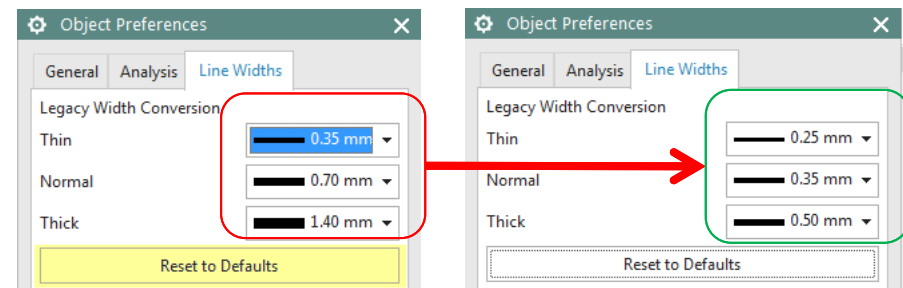 Object Preferences
General Analysis Line Widths
Legacy Width Conversion
Thin 0.35 mm
Normal 0.70 mm
Thick 1.40 mm
Reset to Defaults
Object Preferences
General Analysis Line Widths
Legacy Width Conversion
Thin 0.25 mm
Normal 0.35 mm
Thick 0.50 mm
Reset to Defaults